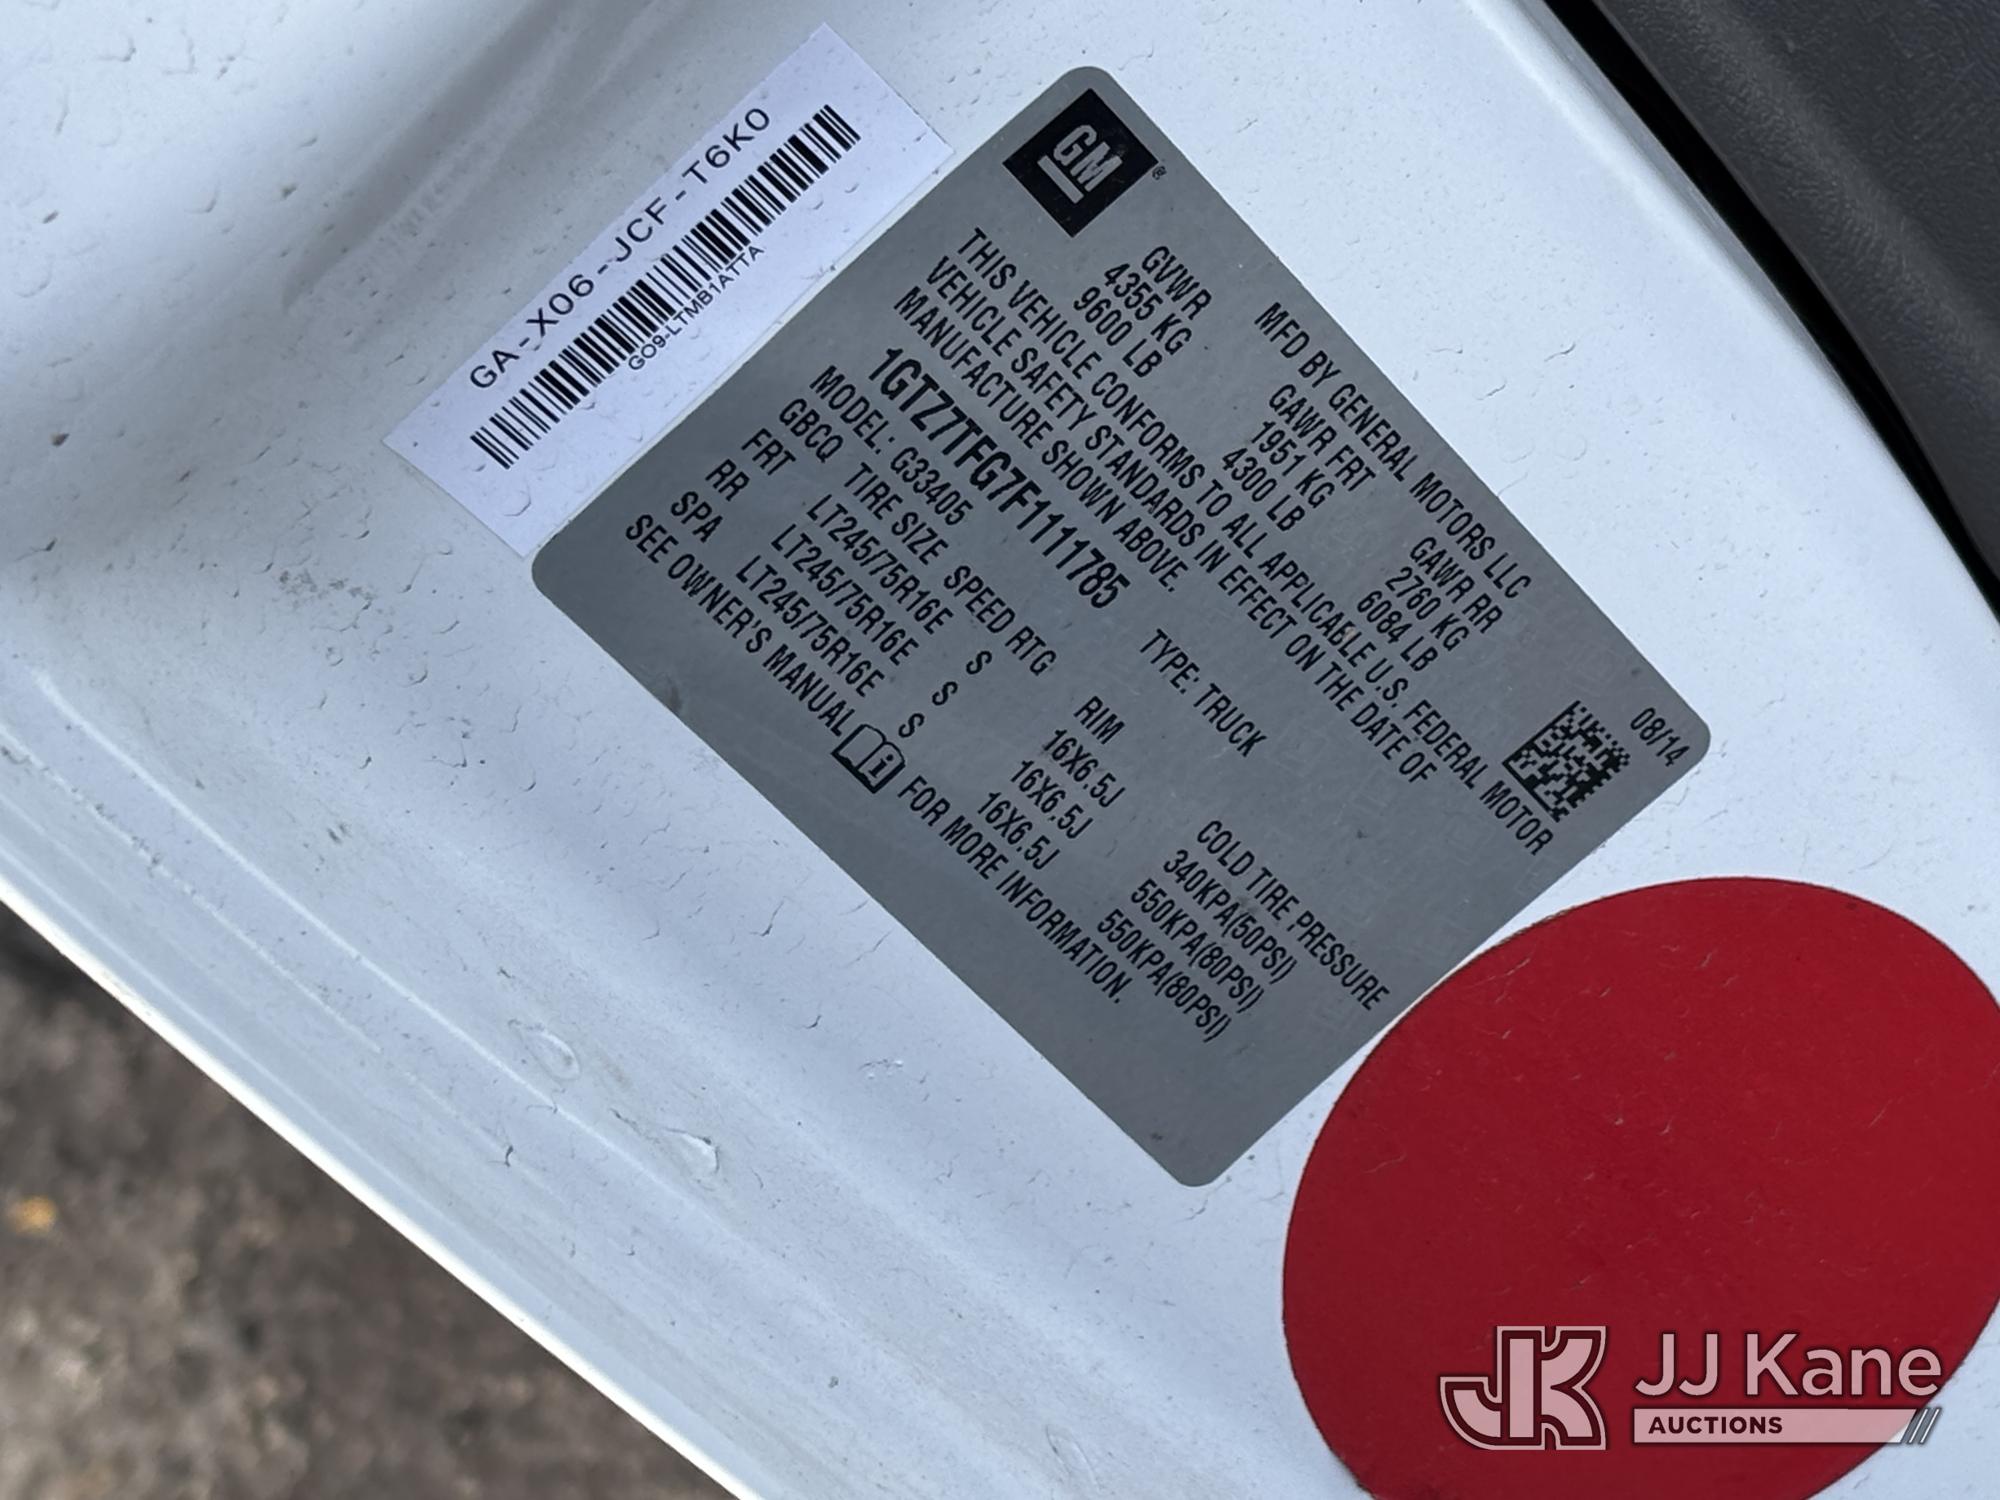 GA-X06-JCF-T6K0
GO9-LTMB1ATTA
GM®
MFD BY GENERAL MOTORS LLC 08/14
GVWR GAWR FRT GAWR RR
4355 KG 1951 KG 2760 KG
9600 LB 4300 LB 6084 LB
THIS VEHICLE CONFORMS TO ALL APPLICABLE U.S. FEDERAL MOTOR
VEHICLE SAFETY STANDARDS IN EFFECT ON THE DATE OF
MANUFACTURE SHOWN ABOVE.
1GTZ7TFG7F1111785 TYPE: TRUCK
MODEL: G33405
GBCQ TIRE SIZE SPEED RTG RIM COLD TIRE PRESSURE
FRT LT245/75R16E S 16X6.5J 340KPA(50PSI)
RR LT245/75R16E S 16X6.5J 550KPA(80PSI)
SPA LT245/75R16E S 16X6.5J 550KPA(80PSI)
SEE OWNER'S MANUAL FOR MORE INFORMATION.
JK JJ Kane
AUCTIONS